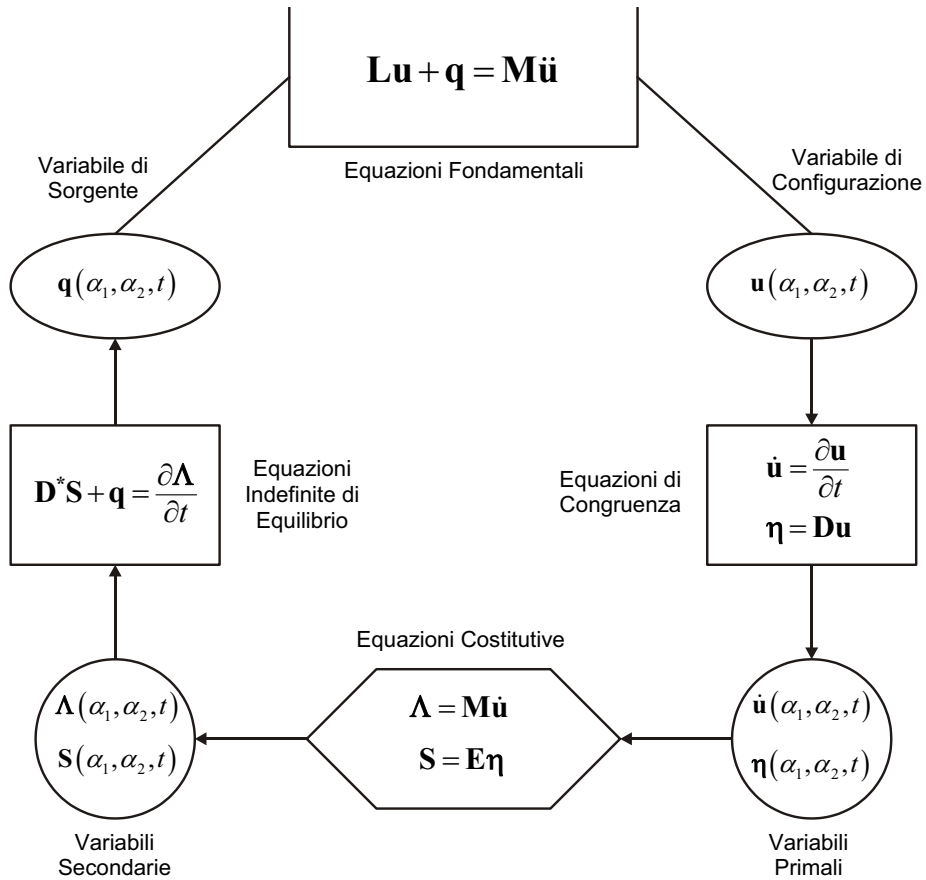 Lu + q = Mü
Equazioni Fondamentali
Variabile di
Sorgente
Variabile di
Configurazione
q(α₁, α₂, t)
u(α₁, α₂, t)
D*S + q = ∂Λ/∂t
Equazioni
Indefinite di
Equilibrio
Equazioni di
Congruenza
u̇ = ∂u/∂t
η = Du
Equazioni Costitutive
Λ(α₁, α₂, t)
S(α₁, α₂, t)
Λ = Mu̇
S = Eη
u̇(α₁, α₂, t)
η(α₁, α₂, t)
Variabili
Secondarie
Variabili
Primali